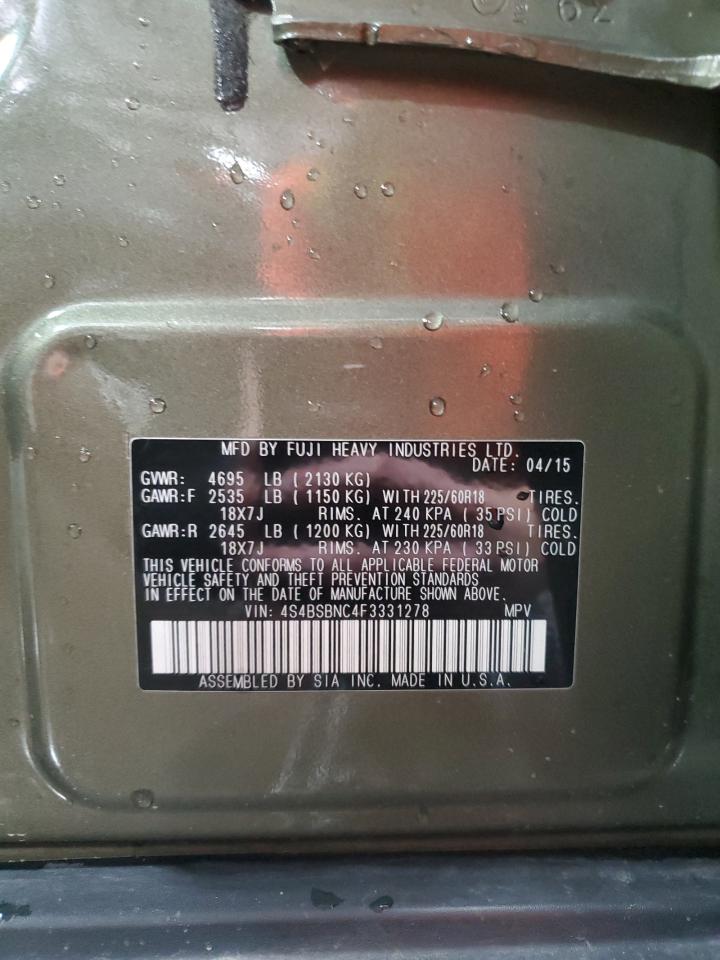 62
MFD BY FUJI HEAVY INDUSTRIES LTD.
DATE: 04/15
GVWR: 4695 LB ( 2130 KG)
GAWR:F 2535 LB ( 1150 KG) WITH 225/60R18 TIRES.
18X7J RIMS. AT 240 KPA ( 35 PSI) COLD
GAWR:R 2645 LB ( 1200 KG) WITH 225/60R18 TIRES.
18X7J RIMS. AT 230 KPA ( 33 PSI) COLD
THIS VEHICLE CONFORMS TO ALL APPLICABLE FEDERAL MOTOR
VEHICLE SAFETY AND THEFT PREVENTION STANDARDS
IN EFFECT ON THE DATE OF MANUFACTURE SHOWN ABOVE.
VIN: 4S4BSBNC4F3331278 MPV
ASSEMBLED BY SIA INC. MADE IN U.S.A.